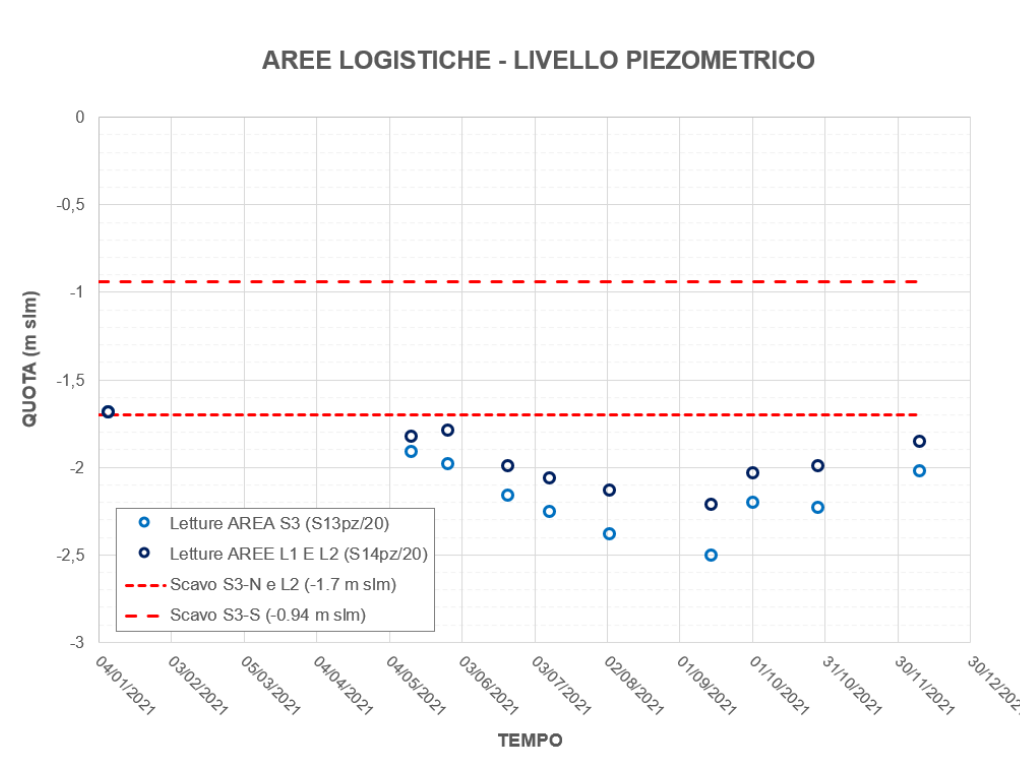 AREE LOGISTICHE - LIVELLO PIEZOMETRICO
0
-0,5
-1
-1,5
-2
-2,5
-3
QUOTA (m slm)
Letture AREA S3 (S13pz/20)
Letture AREE L1 E L2 (S14pz/20)
Scavo S3-N e L2 (-1.7 m slm)
Scavo S3-S (-0.94 m slm)
04/01/2021
03/02/2021
05/03/2021
04/04/2021
04/05/2021
03/06/2021
03/07/2021
02/08/2021
01/09/2021
01/10/2021
31/10/2021
30/11/2021
30/12/2021
TEMPO